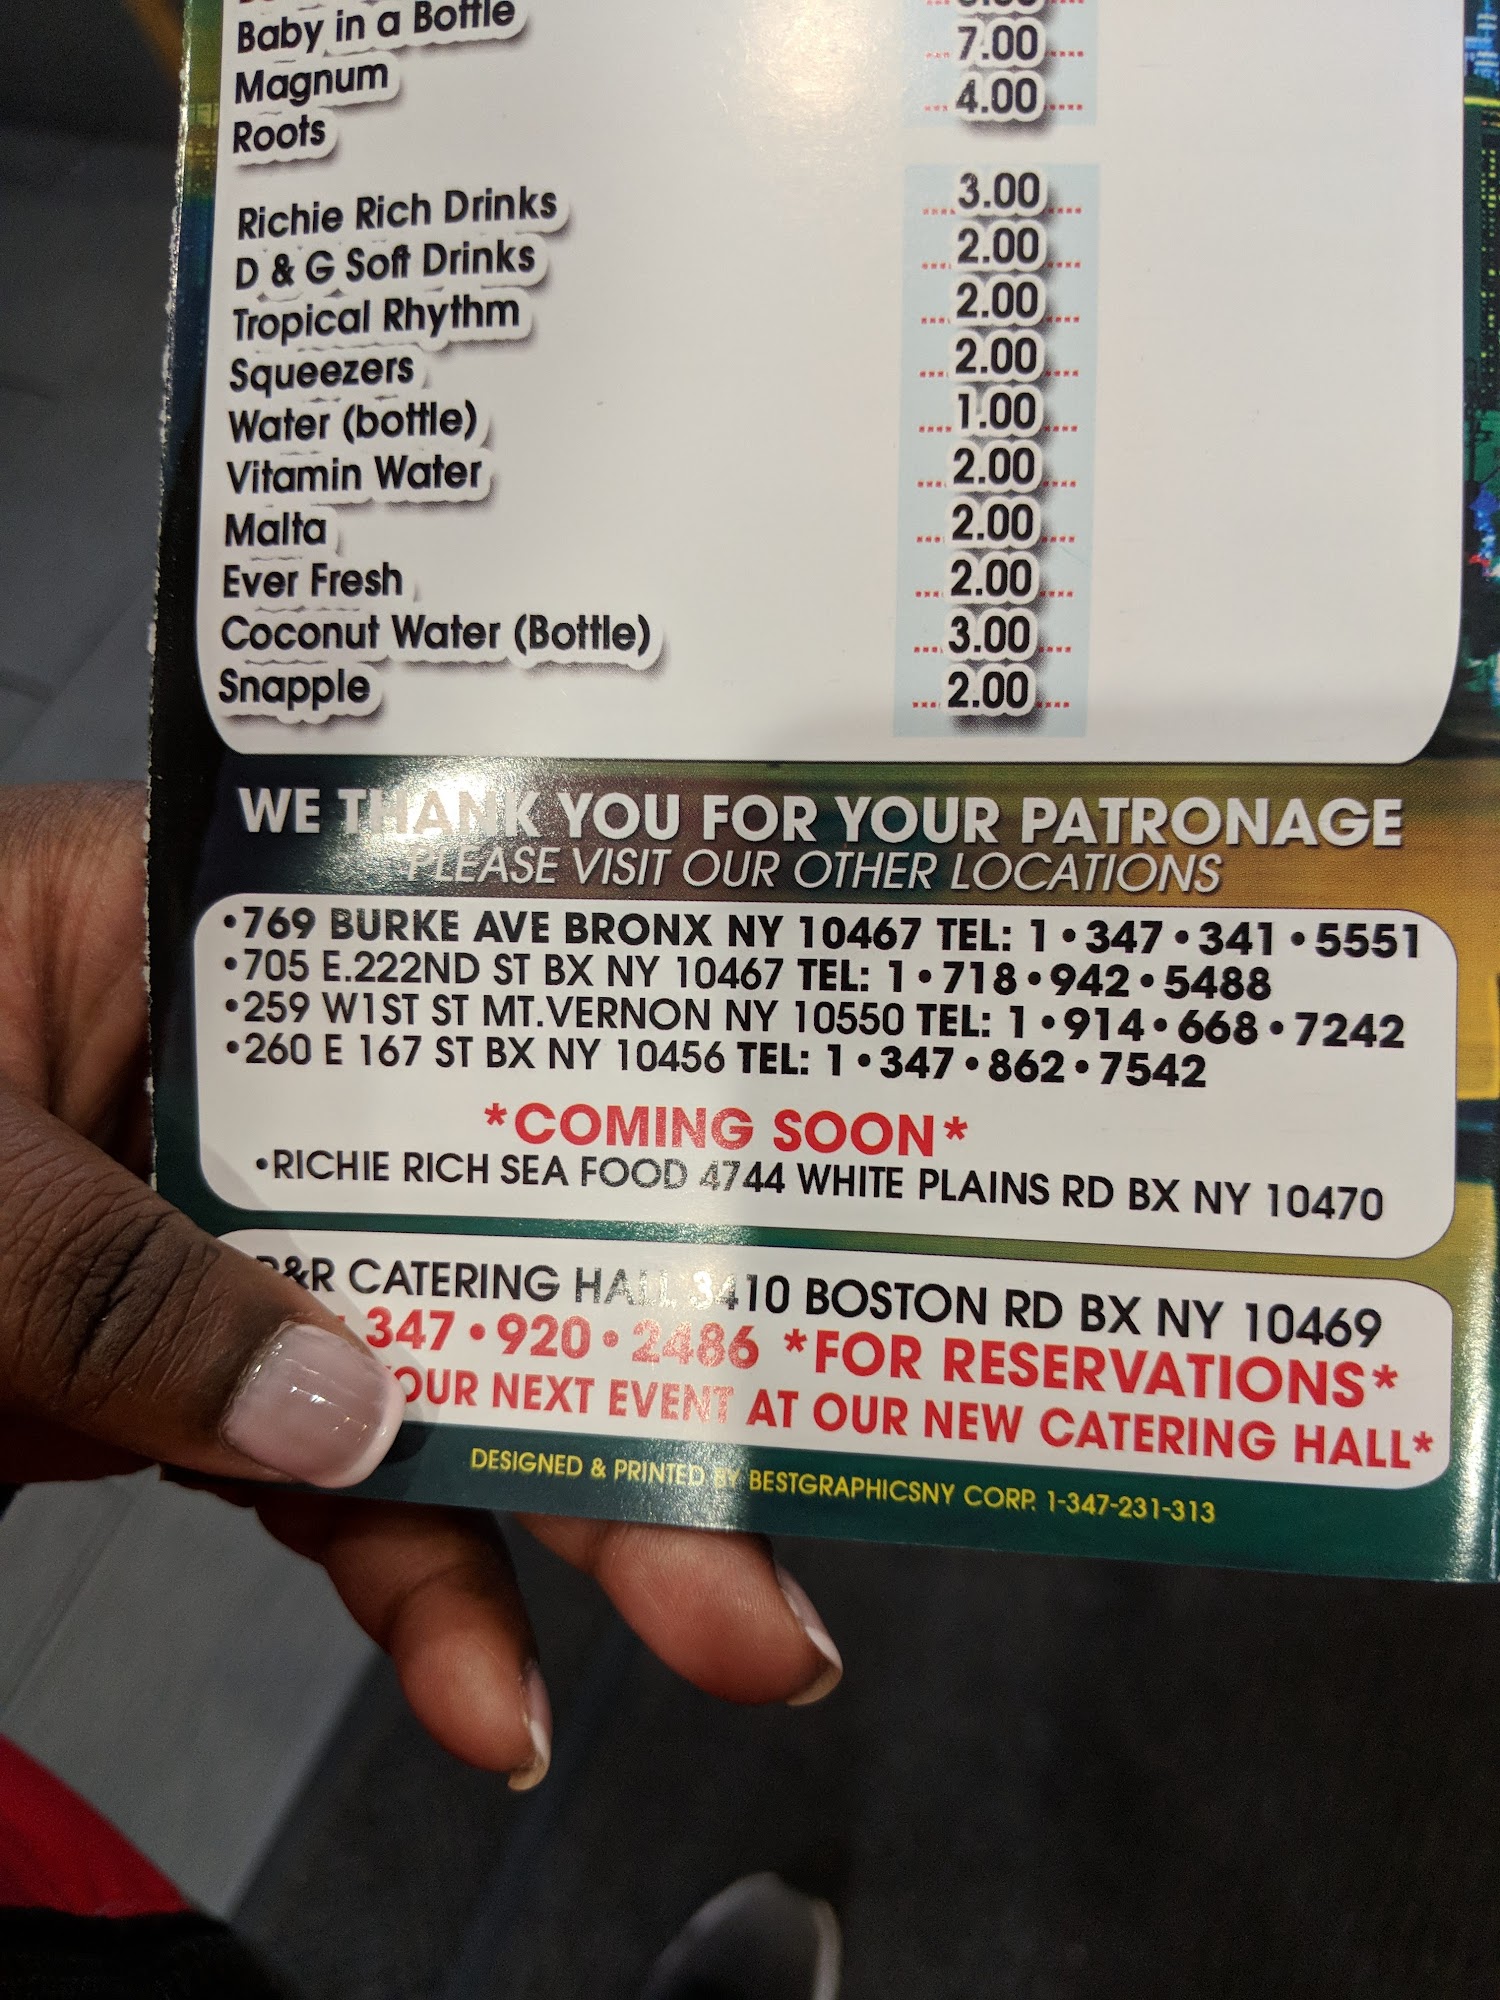 Baby in a Bottle
Magnum ... 7.00 ....
Roots ... 4.00 ....
Richie Rich Drinks .... 3.00 ....
D & G Soft Drinks .... 2.00 ....
Tropical Rhythm .... 2.00 ....
Squeezers .... 2.00 ....
Water (bottle) .... 1.00 ....
Vitamin Water .... 2.00 ....
Malta .... 2.00 ....
Ever Fresh .... 2.00 ....
Coconut Water (Bottle) .... 3.00 ....
Snapple .... 2.00 ....
WE THANK YOU FOR YOUR PATRONAGE
PLEASE VISIT OUR OTHER LOCATIONS
•769 BURKE AVE BRONX NY 10467 TEL: 1•347•341•5551
•705 E.222ND ST BX NY 10467 TEL: 1•718•942•5488
•259 W1ST ST MT.VERNON NY 10550 TEL: 1•914•668•7242
•260 E 167 ST BX NY 10456 TEL: 1•347•862•7542
*COMING SOON*
•RICHIE RICH SEA FOOD 4744 WHITE PLAINS RD BX NY 10470
&R CATERING HALL 3410 BOSTON RD BX NY 10469
347•920•2486 *FOR RESERVATIONS*
OUR NEXT EVENT AT OUR NEW CATERING HALL*
DESIGNED & PRINTED BY BESTGRAPHICSNY CORP. 1-347-231-313